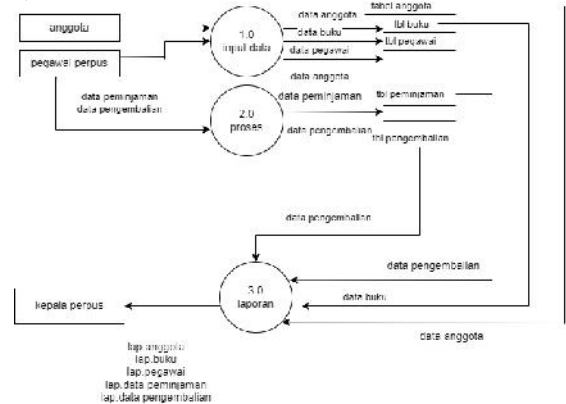 tabel anggota
data anggota
anggota
1.0
input data
data buku
tbl buku
data pegawai
tbl pegawai
pegawai perpus
data anggota
data peminjaman
data pengembalian
data peminjaman
tbl peminjaman
2.0
proses
data pengembalian
tbl pengembalian
data pengembalian
data pengembalian
3.0
laporan
data buku
kepala perpus
data anggota
lap.anggota
lap.buku
lap.pegawai
lap.data peminjaman
lap.data pengembalian